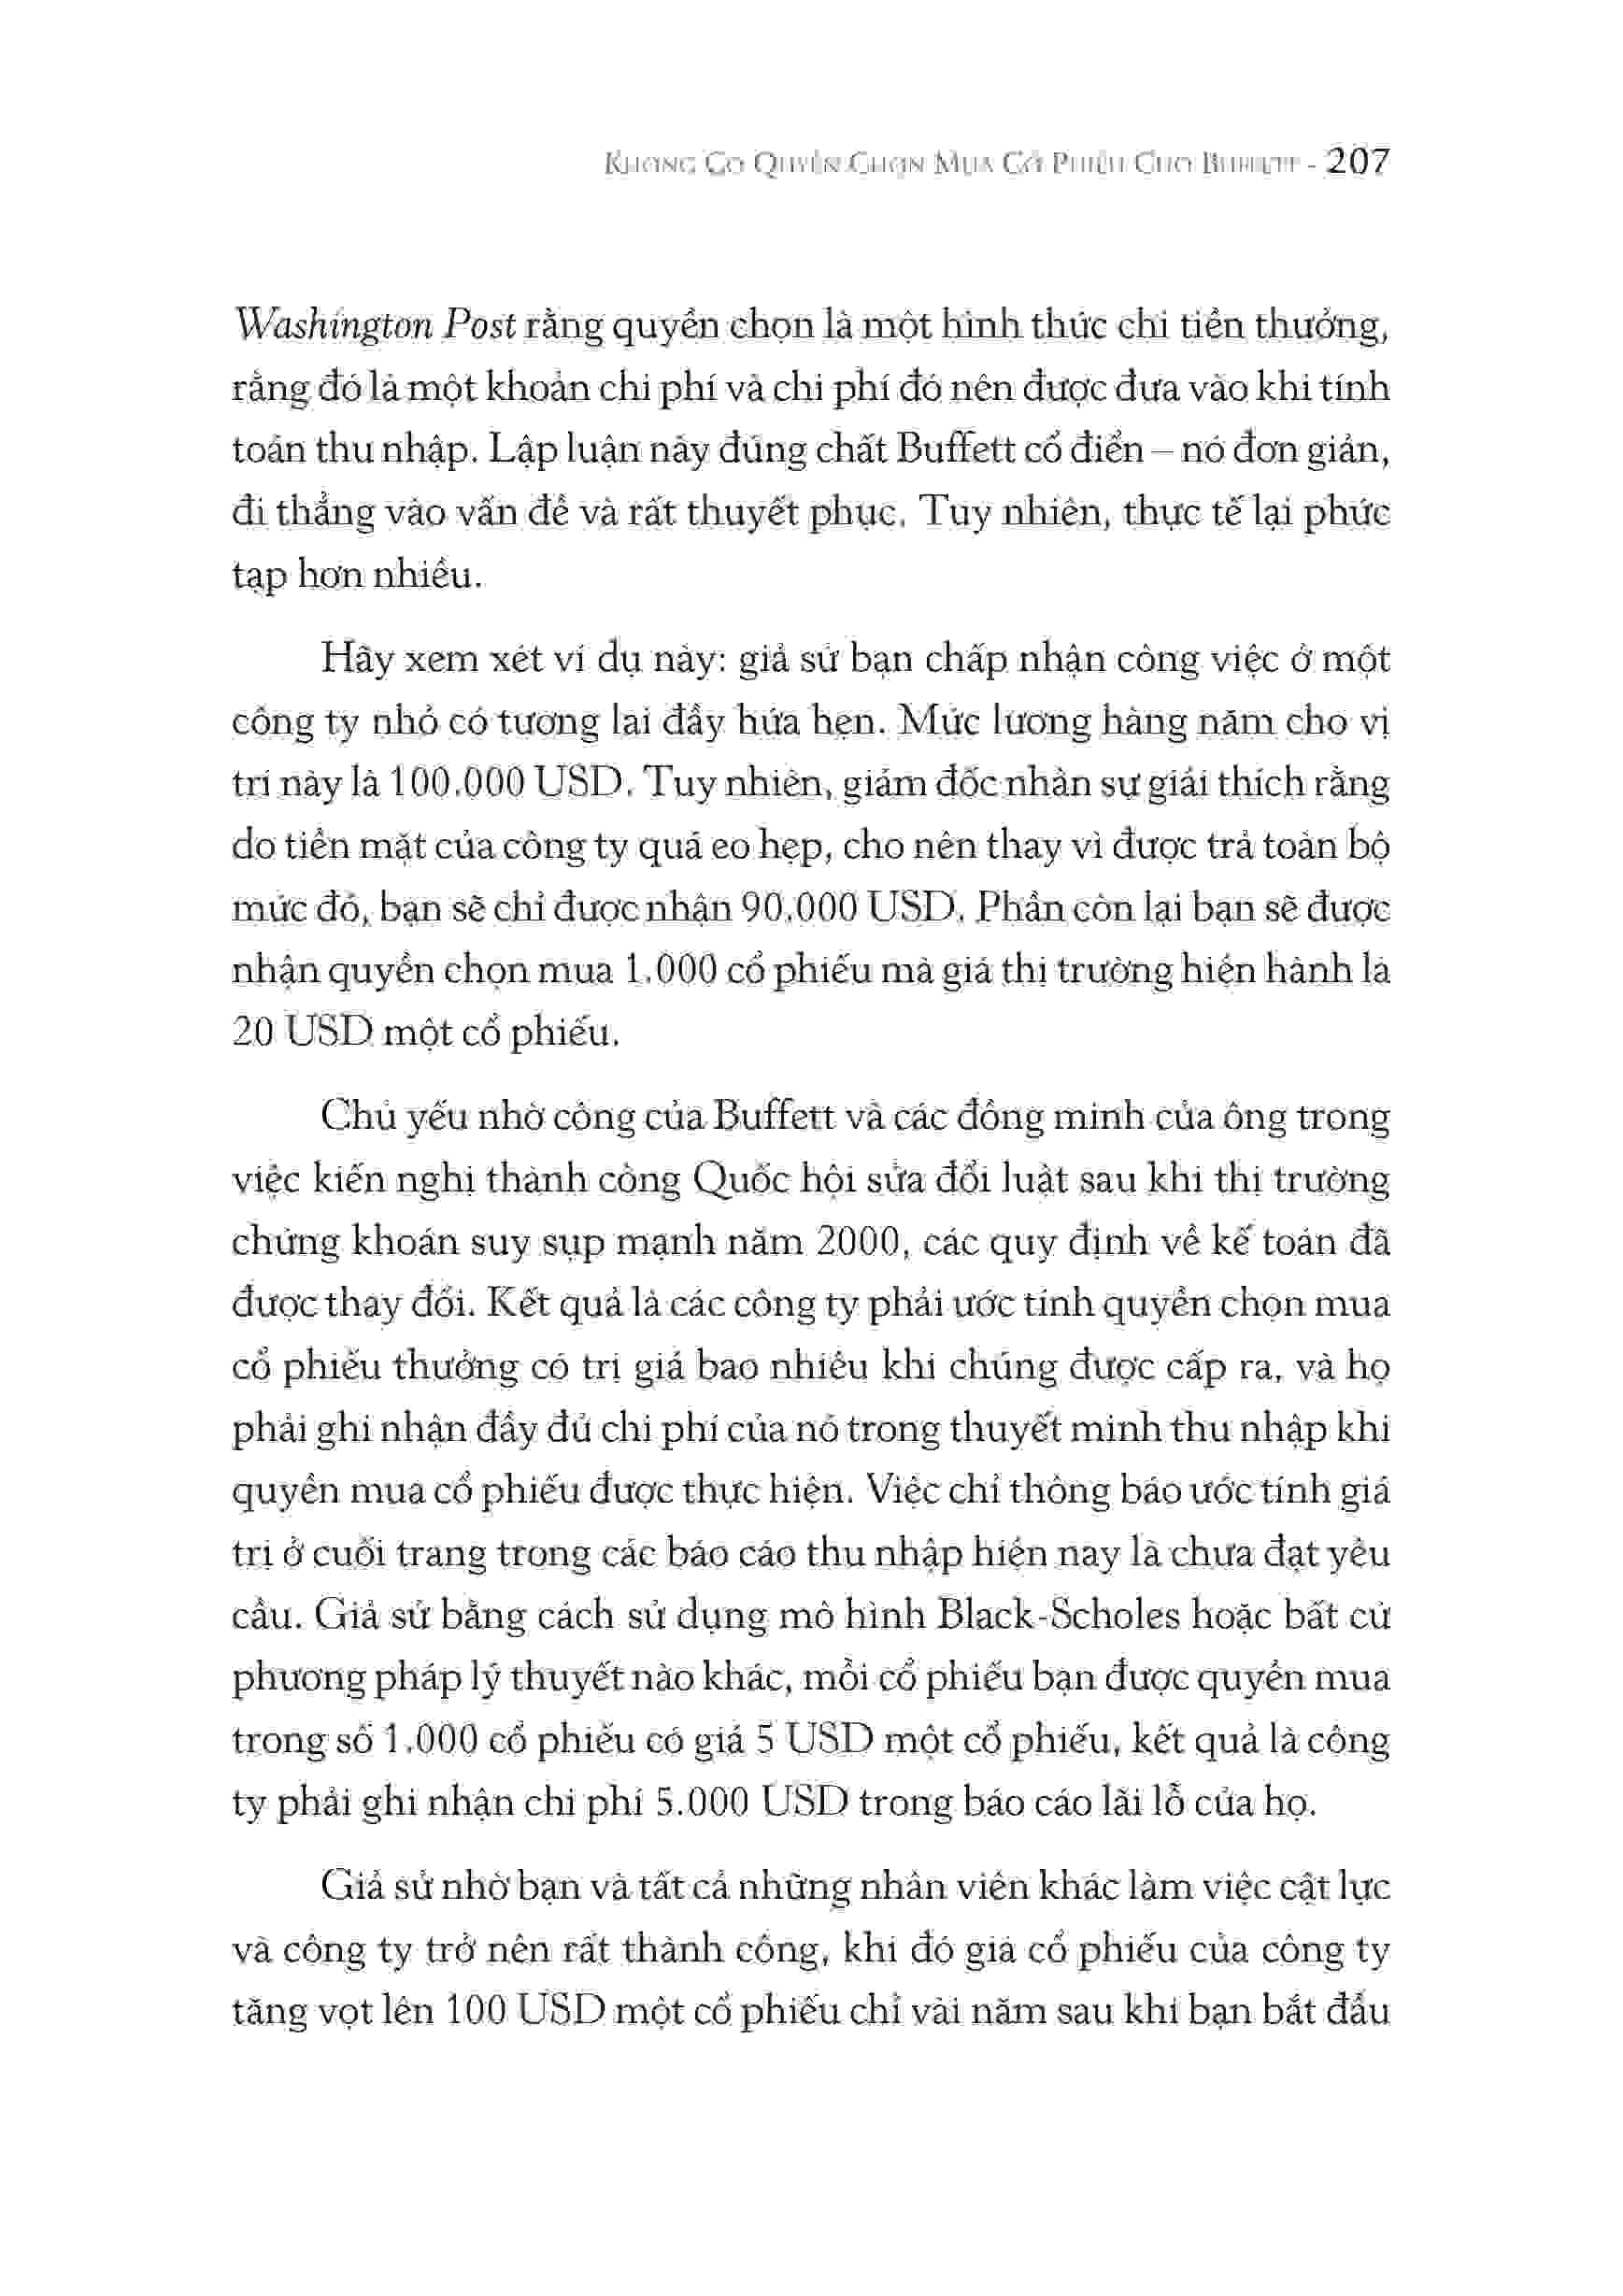 KHÔNG CÓ QUYỀN CHỌN MUA CỔ PHIẾU CHO BUFFETT - 207
Washington Post rằng quyền chọn là một hình thức chi tiền thưởng,
rằng đó là một khoản chi phí và chi phí đó nên được đưa vào khi tính
toán thu nhập. Lập luận này đúng chất Buffett cổ điển – nó đơn giản,
đi thẳng vào vấn đề và rất thuyết phục. Tuy nhiên, thực tế lại phức
tạp hơn nhiều.
Hãy xem xét ví dụ này: giả sử bạn chấp nhận công việc ở một
công ty nhỏ có tương lai đầy hứa hẹn. Mức lương hàng năm cho vị
trí này là 100.000 USD. Tuy nhiên, giám đốc nhân sự giải thích rằng
do tiền mặt của công ty quá eo hẹp, cho nên thay vì được trả toàn bộ
mức đó, bạn sẽ chỉ được nhận 90.000 USD. Phần còn lại bạn sẽ được
nhận quyền chọn mua 1.000 cổ phiếu mà giá thị trường hiện hành là
20 USD một cổ phiếu.
Chủ yếu nhờ công của Buffett và các đồng minh của ông trong
việc kiến nghị thành công Quốc hội sửa đổi luật sau khi thị trường
chứng khoán suy sụp mạnh năm 2000, các quy định về kế toán đã
được thay đổi. Kết quả là các công ty phải ước tính quyền chọn mua
cổ phiếu thưởng có trị giá bao nhiêu khi chúng được cấp ra, và họ
phải ghi nhận đầy đủ chi phí của nó trong thuyết minh thu nhập khi
quyền mua cổ phiếu được thực hiện. Việc chỉ thông báo ước tính giá
trị ở cuối trang trong các báo cáo thu nhập hiện nay là chưa đạt yêu
cầu. Giả sử bằng cách sử dụng mô hình Black-Scholes hoặc bất cứ
phương pháp lý thuyết nào khác, mỗi cổ phiếu bạn được quyền mua
trong số 1.000 cổ phiếu có giá 5 USD một cổ phiếu, kết quả là công
ty phải ghi nhận chi phí 5.000 USD trong báo cáo lãi lỗ của họ.
Giả sử nhờ bạn và tất cả những nhân viên khác làm việc cật lực
và công ty trở nên rất thành công, khi đó giá cổ phiếu của công ty
tăng vọt lên 100 USD một cổ phiếu chỉ vài năm sau khi bạn bắt đầu